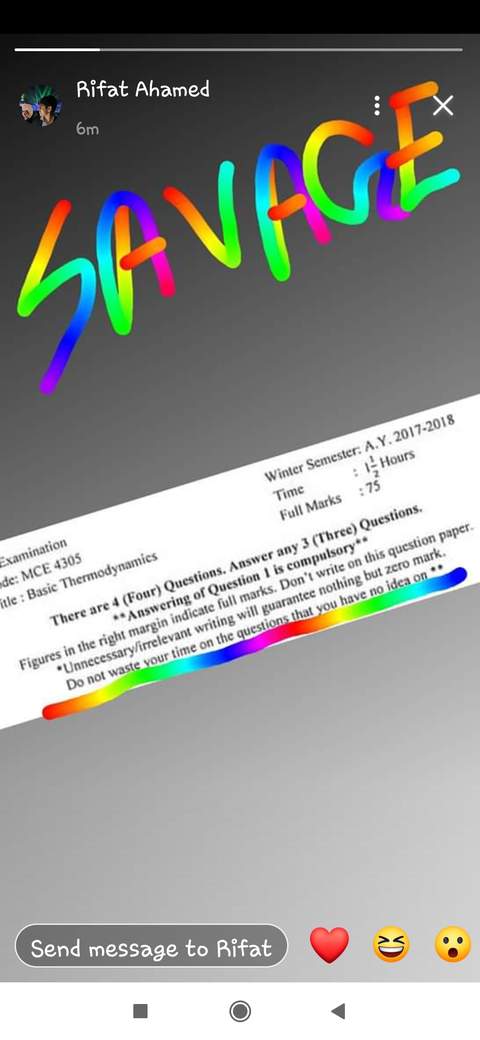 Rifat Ahamed
6m
SAVAGE
Winter Semester: A.Y. 2017-2018
Time : 1½ Hours
Full Marks : 75
Examination
de: MCE 4305
itle : Basic Thermodynamics
There are 4 (Four) Questions. Answer any 3 (Three) Questions.
**Answering of Question 1 is compulsory**
Figures in the right margin indicate full marks. Don't write on this question paper.
*Unnecessary/irrelevant writing will guarantee nothing but zero mark.
Do not waste your time on the questions that you have no idea on **
Send message to Rifat